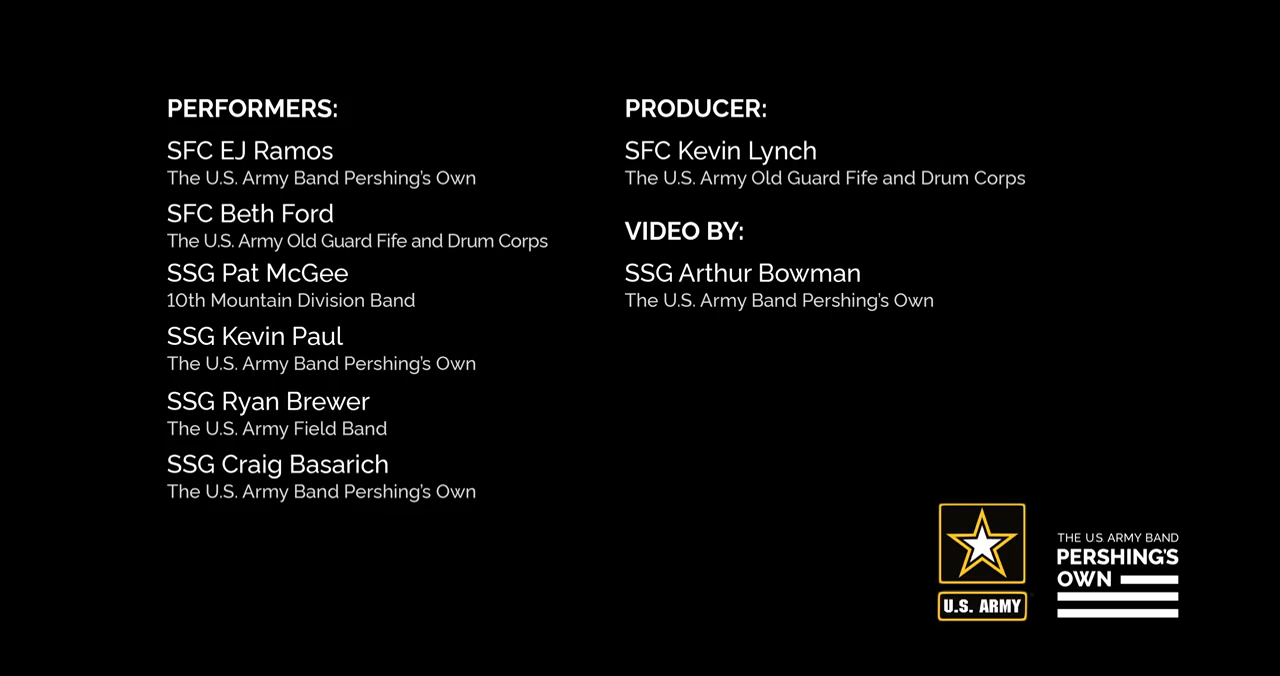 PERFORMERS:
SFC EJ Ramos
The U.S. Army Band Pershing's Own
SFC Beth Ford
The U.S. Army Old Guard Fife and Drum Corps
SSG Pat McGee
10th Mountain Division Band
SSG Kevin Paul
The U.S. Army Band Pershing's Own
SSG Ryan Brewer
The U.S. Army Field Band
SSG Craig Basarich
The U.S. Army Band Pershing's Own
PRODUCER:
SFC Kevin Lynch
The U.S. Army Old Guard Fife and Drum Corps
VIDEO BY:
SSG Arthur Bowman
The U.S. Army Band Pershing's Own
U.S. ARMY
THE U.S. ARMY BAND
PERSHING'S
OWN